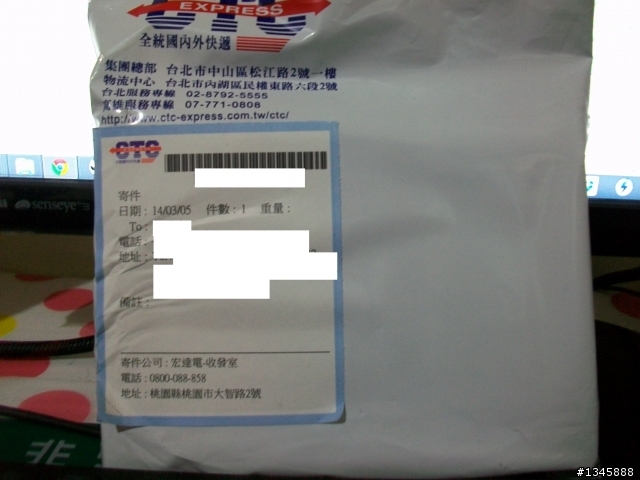 CTC
EXPRESS
全統國內外快遞
集團總部 台北市中山區松江路2號一樓
物流中心 台北市內湖區民權東路六段2號
台北服務專線 02-8792-5555
高雄服務專線 07-771-0808
http://www.ctc-express.com.tw/ctc/
CTC
寄件
日期：14/03/05 件數：1 重量：
To：
電話：
地址：
備註：
寄件公司：宏達電-收發室
電話：0800-088-858
地址：桃園縣桃園市大智路2號
senseye
非
#1345888